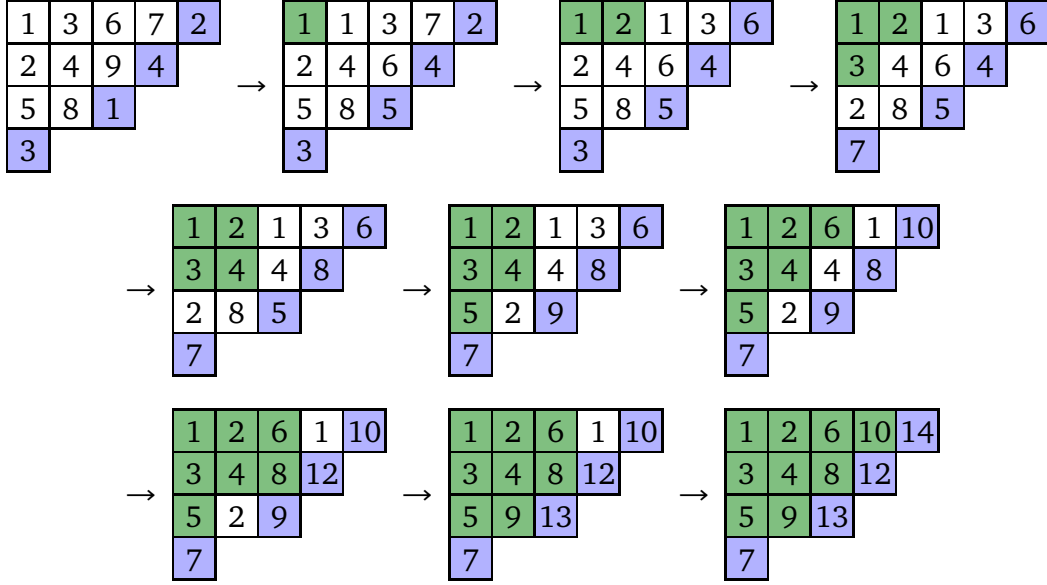 1 3 6 7 2 1 1 3 7 2 1 2 1 3 6 1 2 1 3 6
2 4 9 4 → 2 4 6 4 → 2 4 6 4 → 3 4 6 4
5 8 1 5 8 5 5 8 5 2 8 5
3 3 3 7
1 2 1 3 6 1 2 1 3 6 1 2 6 1 10
→ 3 4 4 8 → 3 4 4 8 → 3 4 4 8
2 8 5 5 2 9 5 2 9
7 7 7
1 2 6 1 10 1 2 6 1 10 1 2 6 10 14
→ 3 4 8 12 → 3 4 8 12 → 3 4 8 12
5 2 9 5 9 13 5 9 13
7 7 7